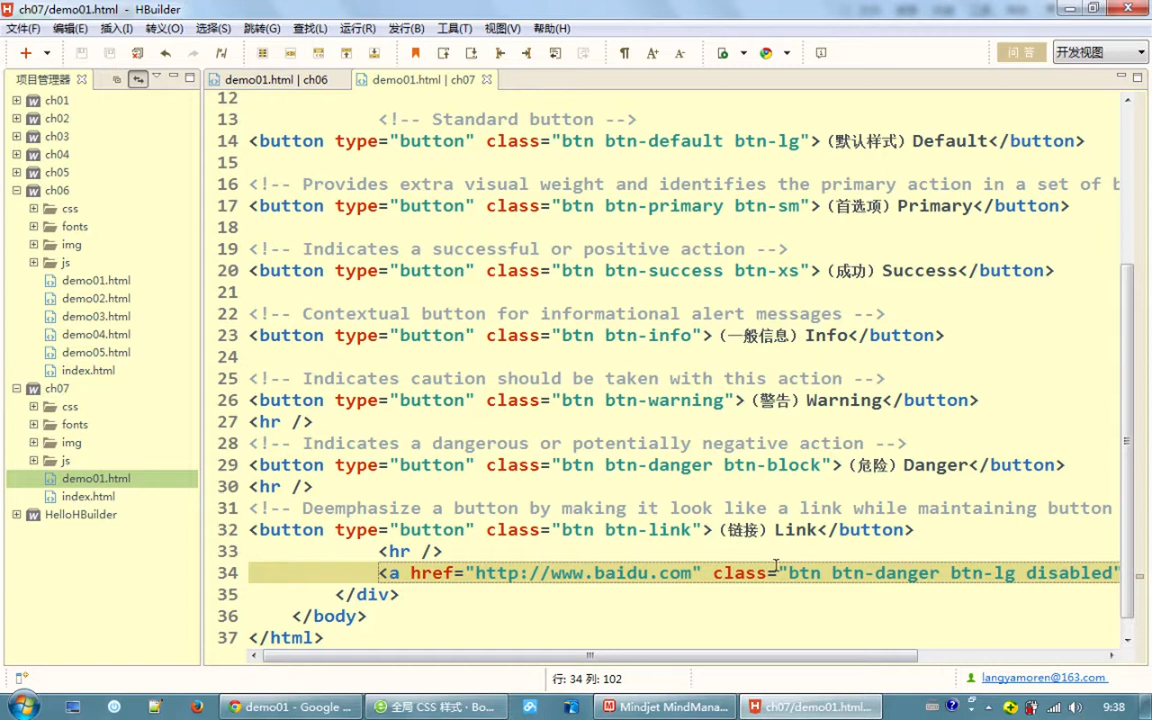 ch07/demo01.html - HBuilder
文件(F) 编辑(E) 插入(I) 转义(O) 选择(S) 跳转(G) 查找(L) 运行(R) 发行(B) 工具(T) 视图(V) 帮助(H)
问答 开发视图
项目管理器 demo01.html | ch06 demo01.html | ch07
ch01
ch02
ch03
ch04
ch05
ch06
css
fonts
img
js
demo01.html
demo02.html
demo03.html
demo04.html
demo05.html
index.html
ch07
css
fonts
img
js
demo01.html
index.html
HelloHBuilder
12
13 <!-- Standard button -->
14 <button type="button" class="btn btn-default btn-lg">（默认样式）Default</button>
15
16 <!-- Provides extra visual weight and identifies the primary action in a set of b
17 <button type="button" class="btn btn-primary btn-sm">（首选项）Primary</button>
18
19 <!-- Indicates a successful or positive action -->
20 <button type="button" class="btn btn-success btn-xs">（成功）Success</button>
21
22 <!-- Contextual button for informational alert messages -->
23 <button type="button" class="btn btn-info">（一般信息）Info</button>
24
25 <!-- Indicates caution should be taken with this action -->
26 <button type="button" class="btn btn-warning">（警告）Warning</button>
27 <hr />
28 <!-- Indicates a dangerous or potentially negative action -->
29 <button type="button" class="btn btn-danger btn-block">（危险）Danger</button>
30 <hr />
31 <!-- Deemphasize a button by making it look like a link while maintaining button
32 <button type="button" class="btn btn-link">（链接）Link</button>
33 <hr />
34 <a href="http://www.baidu.com" class="btn btn-danger btn-lg disabled"
35 </div>
36 </body>
37 </html>
行: 34 列: 102
langyamoren@163.com
demo01 - Google ... 全局 CSS 样式 · Bo... Mindjet MindMana... ch07/demo01.html... 9:38